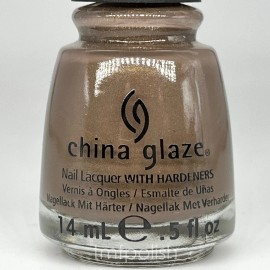 china glaze®
Nail Lacquer WITH HARDENERS
Vernis à Ongles / Esmalte de Uñas
Nagellack Mit Härter / Nagellak Met Verharder
14 mL e .5 fl oz